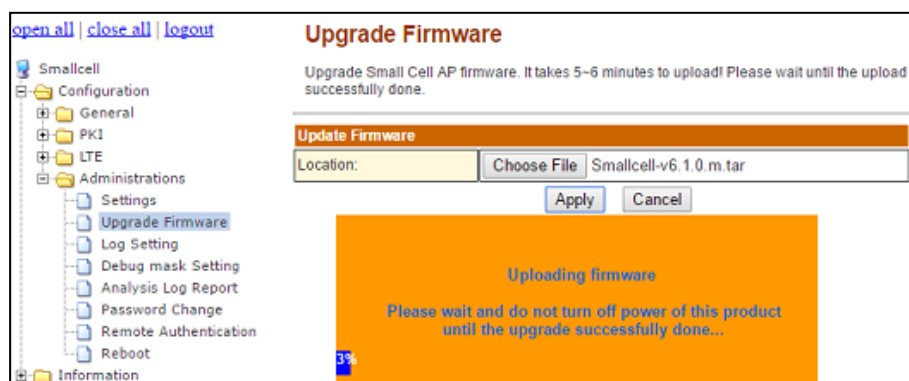 open all | close all | logout
Smallcell
Configuration
General
PKI
LTE
Administrations
Settings
Upgrade Firmware
Log Setting
Debug mask Setting
Analysis Log Report
Password Change
Remote Authentication
Reboot
Information
Upgrade Firmware
Upgrade Small Cell AP firmware. It takes 5~6 minutes to upload! Please wait until the upload
successfully done.
Update Firmware
Location: Choose File Smallcell-v6.1.0.m.tar
Apply Cancel
Uploading firmware
Please wait and do not turn off power of this product
until the upgrade successfully done...
3%